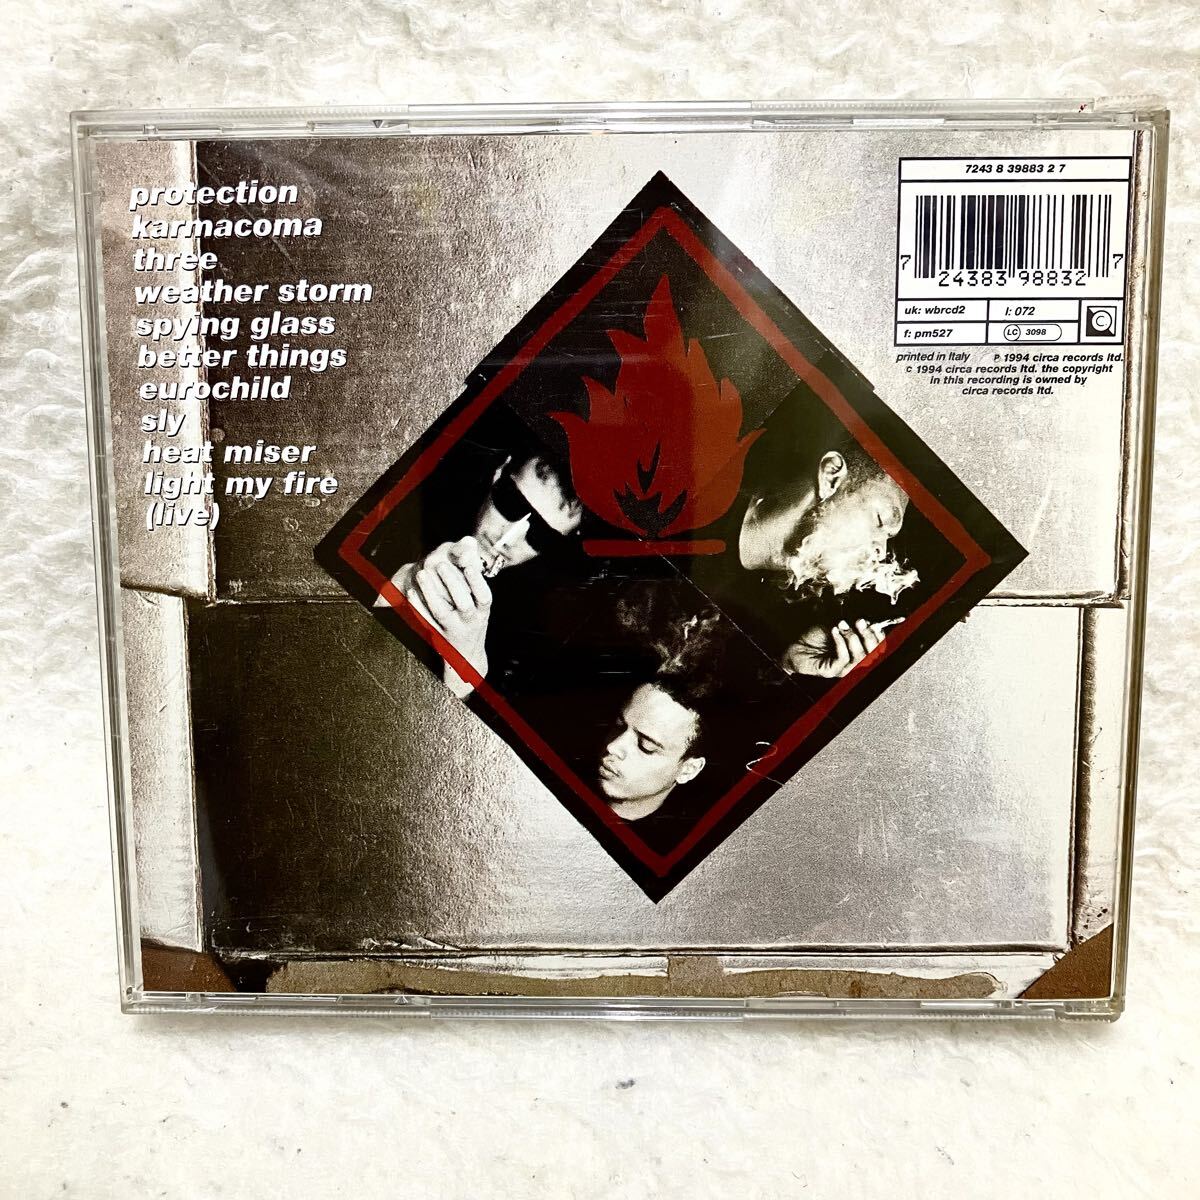 protection
karmacoma
three
weather storm
spying glass
better things
eurochild
sly
heat miser
light my fire
(live)
7243 8 39883 2 7
7 24383 98832 7
uk: wbrcd2
I: 072
f: pm527
LC 3098
C
printed in Italy
P 1994 circa records ltd.
© 1994 circa records ltd. the copyright
in this recording is owned by
circa records ltd.